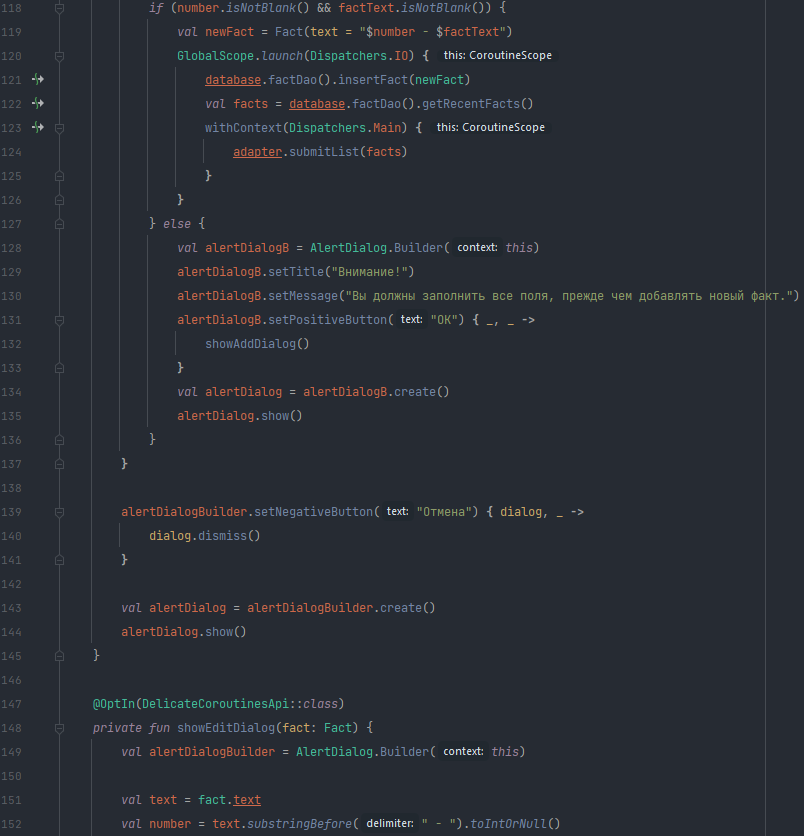 118 if (number.isNotBlank() && factText.isNotBlank()) {
119 val newFact = Fact(text = "$number - $factText")
120 GlobalScope.launch(Dispatchers.IO) { this: CoroutineScope
121 database.factDao().insertFact(newFact)
122 val facts = database.factDao().getRecentFacts()
123 withContext(Dispatchers.Main) { this: CoroutineScope
124 adapter.submitList(facts)
125 }
126 }
127 } else {
128 val alertDialogB = AlertDialog.Builder( context: this)
129 alertDialogB.setTitle("Внимание!")
130 alertDialogB.setMessage("Вы должны заполнить все поля, прежде чем добавлять новый факт.")
131 alertDialogB.setPositiveButton( text: "OK") { _, _ ->
132 showAddDialog()
133 }
134 val alertDialog = alertDialogB.create()
135 alertDialog.show()
136 }
137 }
138
139 alertDialogBuilder.setNegativeButton( text: "Отмена") { dialog, _ ->
140 dialog.dismiss()
141 }
142
143 val alertDialog = alertDialogBuilder.create()
144 alertDialog.show()
145 }
146
147 @OptIn(DelicateCoroutinesApi::class)
148 private fun showEditDialog(fact: Fact) {
149 val alertDialogBuilder = AlertDialog.Builder( context: this)
150
151 val text = fact.text
152 val number = text.substringBefore( delimiter: " - ").toIntOrNull()